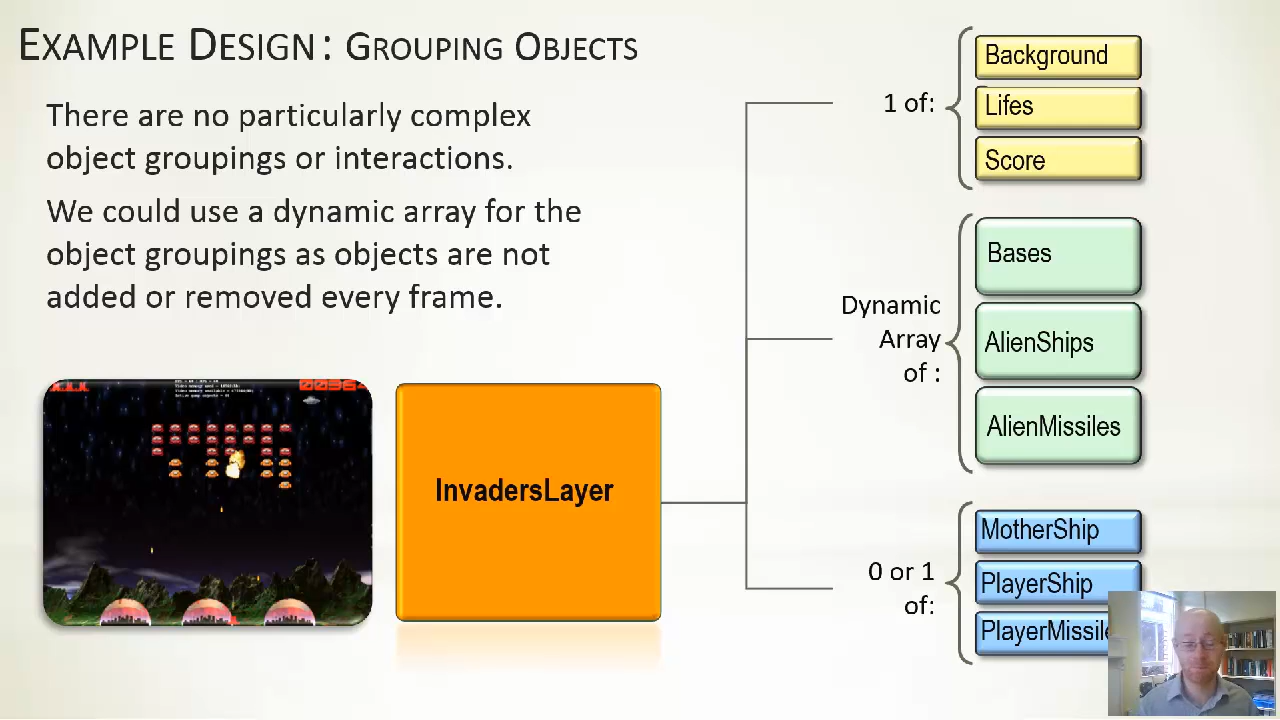 EXAMPLE DESIGN: GROUPING OBJECTS
There are no particularly complex
object groupings or interactions.
We could use a dynamic array for the
object groupings as objects are not
added or removed every frame.
InvadersLayer
1 of:
Background
Lifes
Score
Dynamic
Array
of :
Bases
AlienShips
AlienMissiles
0 or 1
of:
MotherShip
PlayerShip
PlayerMissile